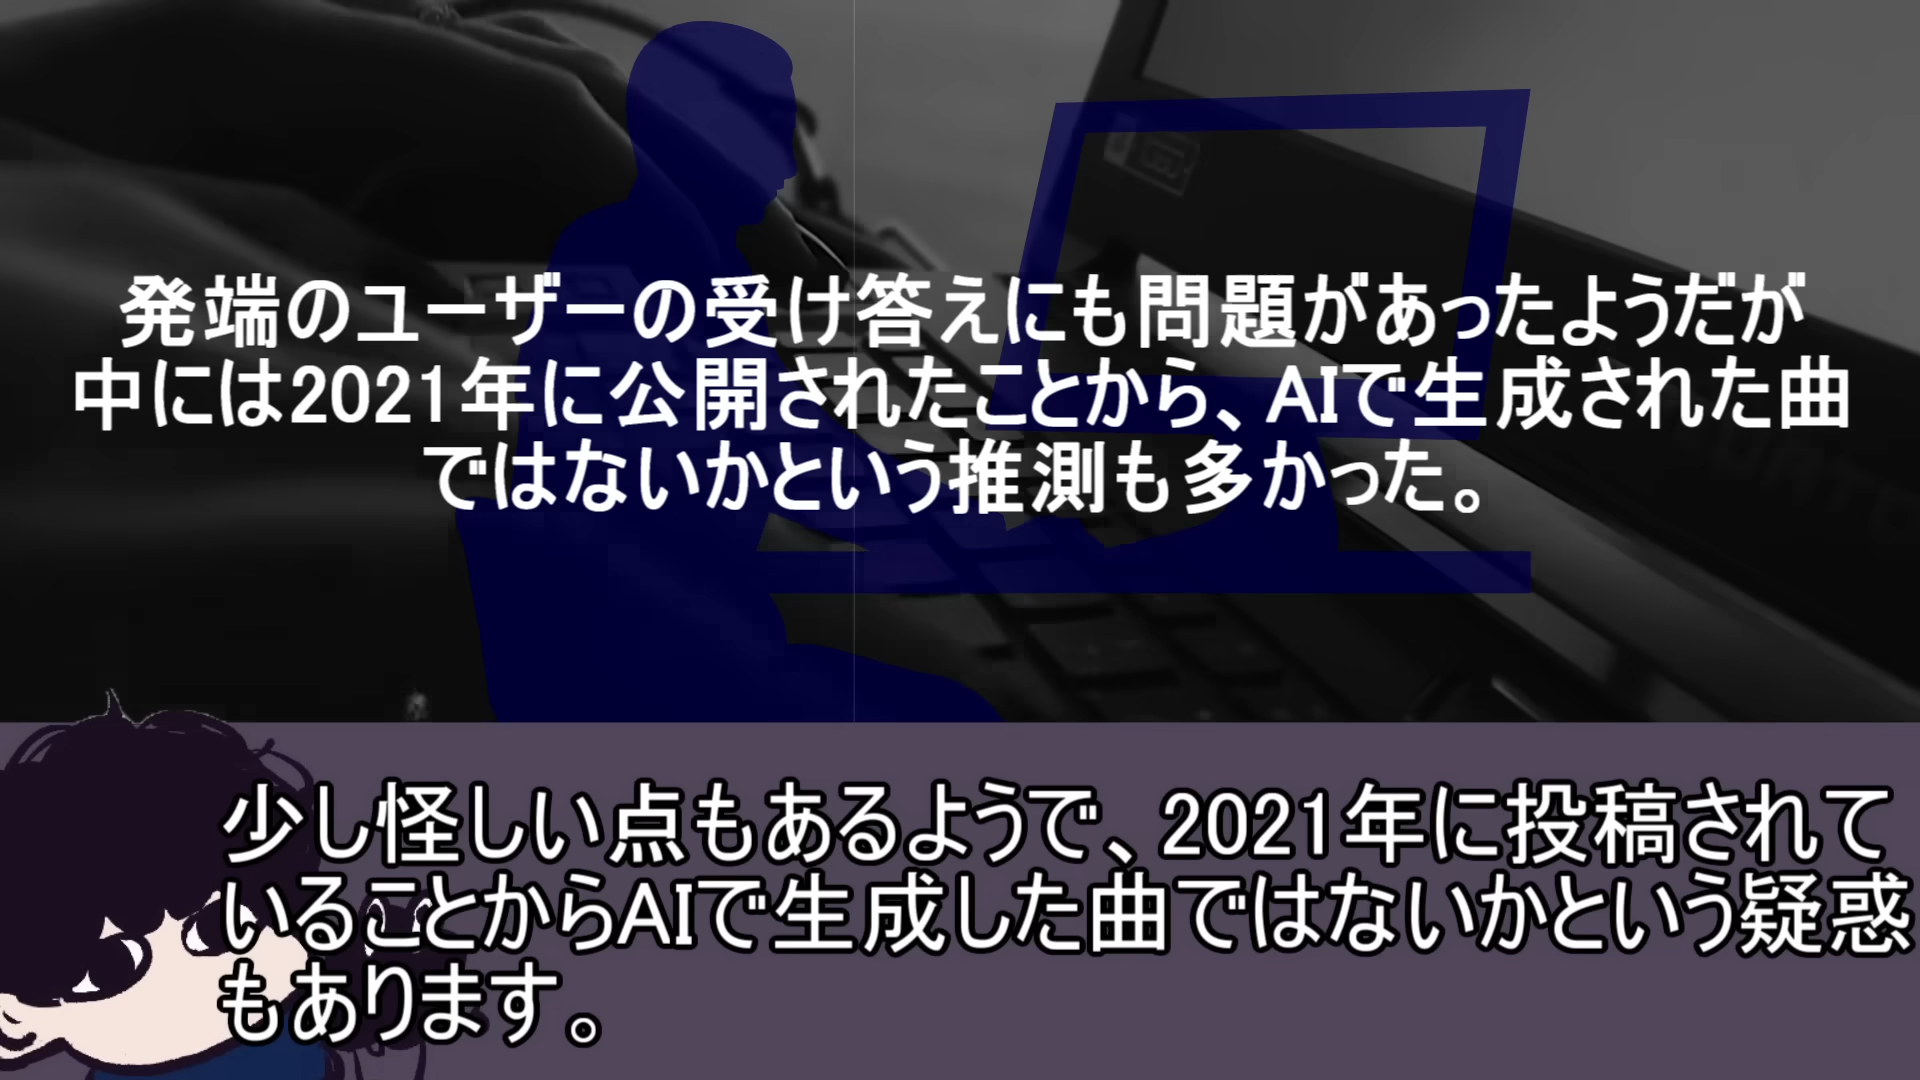 発端のユーザーの受け答えにも問題があったようだが
中には2021年に公開されたことから、AIで生成された曲
ではないかという推測も多かった。
少し怪しい点もあるようで、2021年に投稿されて
いることからAIで生成した曲ではないかという疑惑
もあります。